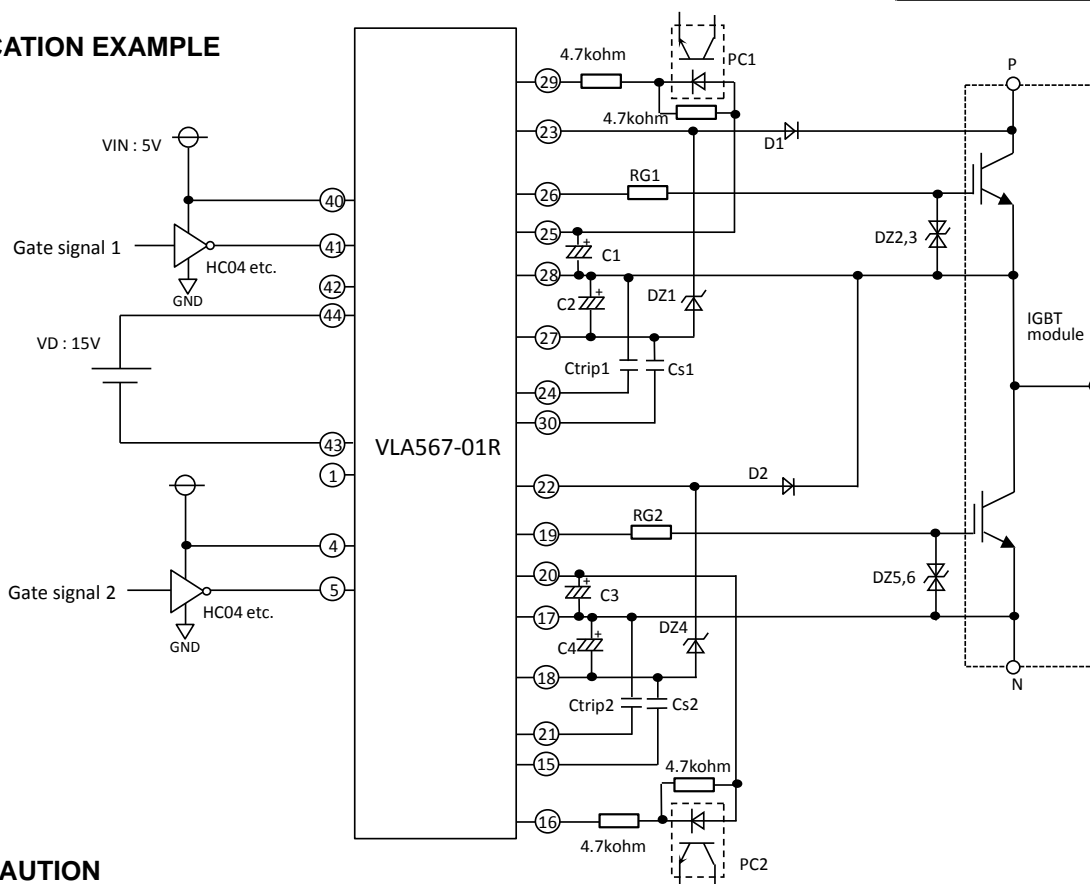 CATION EXAMPLE
4.7kohm
PC1
29
4.7kohm
P
23
D1
VIN : 5V
RG1
26
40
25
DZ2,3
Gate signal 1
41
C1
HC04 etc.
28
42
GND
C2
DZ1
44
IGBT
module
27
VD : 15V
Ctrip1
Cs1
24
30
43
VLA567-01R
1
22
D2
RG2
19
4
20
DZ5,6
Gate signal 2
5
C3
HC04 etc.
17
GND
C4
DZ4
18
N
Ctrip2
Cs2
21
15
4.7kohm
16
4.7kohm
PC2
AUTION
+
+
+
+